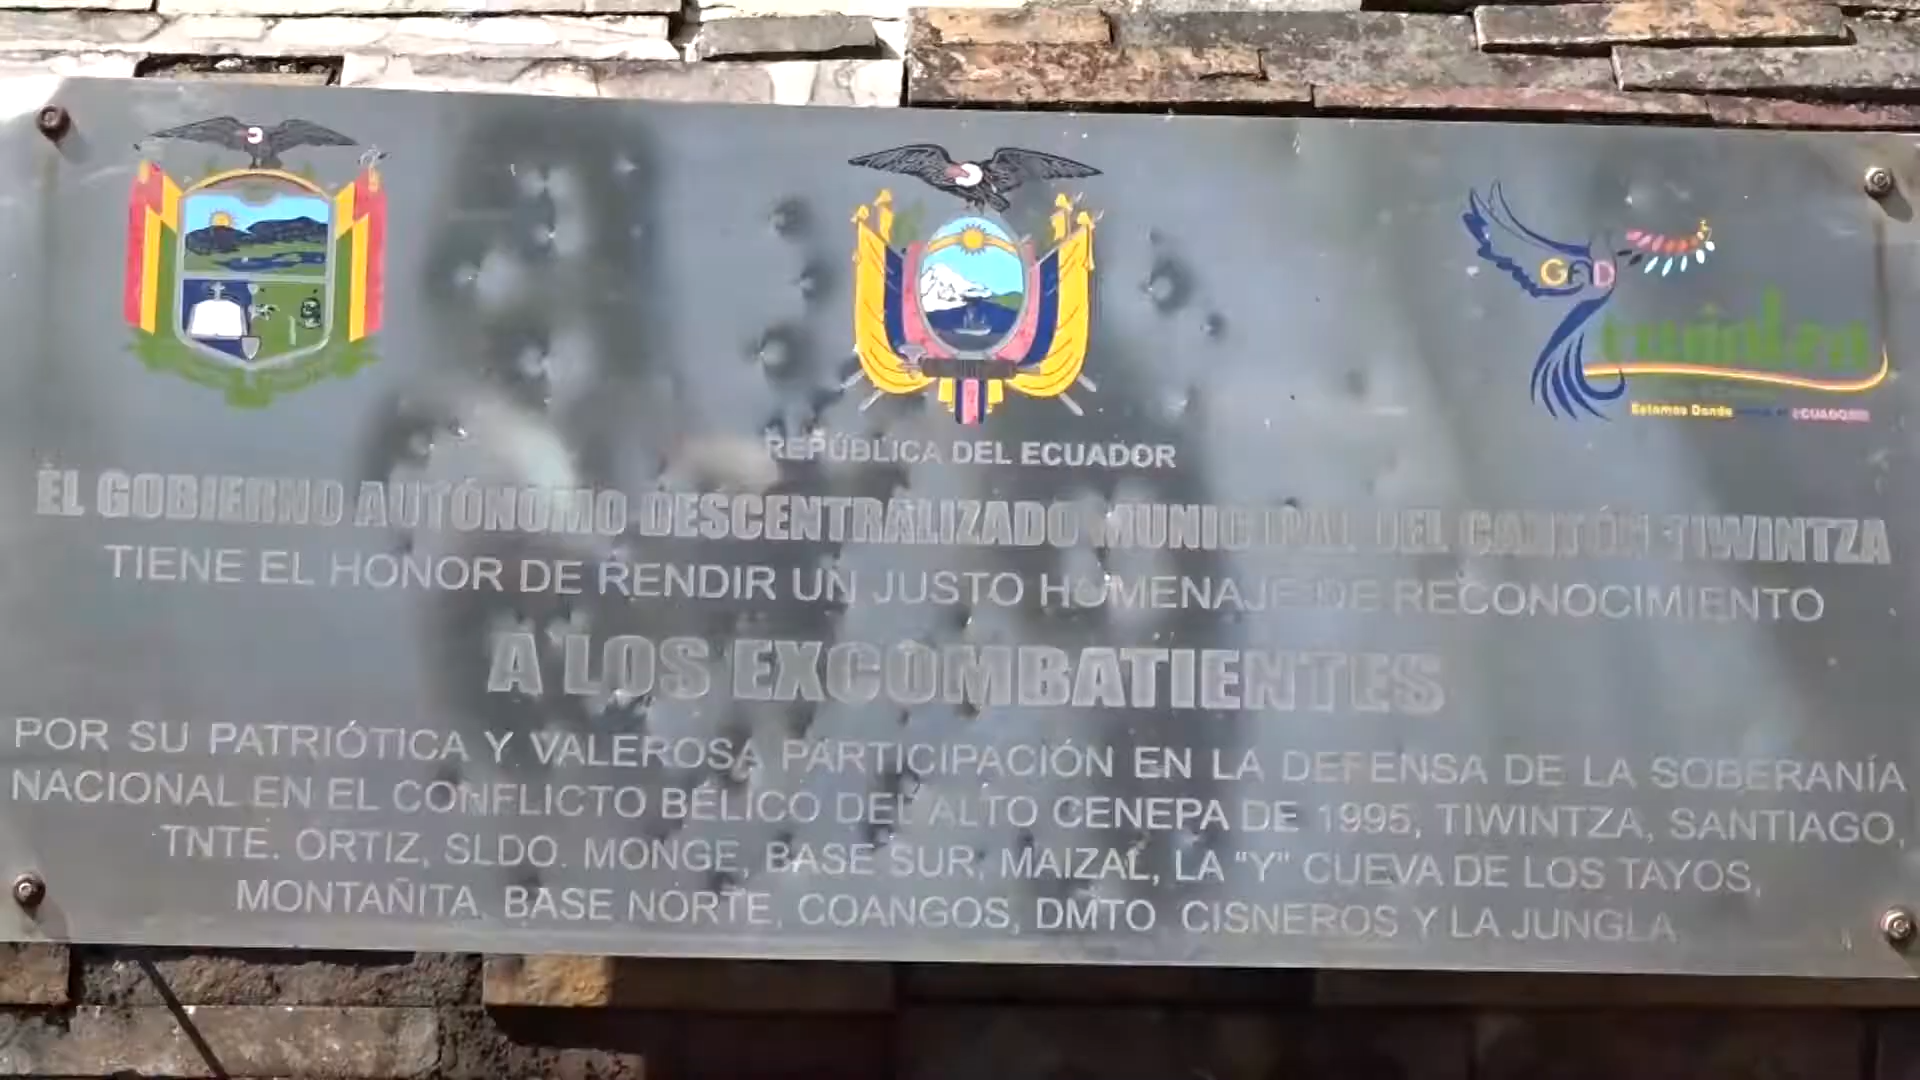 GAD
Estamos Donde
REPÚBLICA DEL ECUADOR
EL GOBIERNO AUTÓNOMO DESCENTRALIZADO MUNICIPAL DEL CANTÓN TIWINTZA
TIENE EL HONOR DE RENDIR UN JUSTO HOMENAJE DE RECONOCIMIENTO
A LOS EXCOMBATIENTES
POR SU PATRIÓTICA Y VALEROSA PARTICIPACIÓN EN LA DEFENSA DE LA SOBERANÍA
NACIONAL EN EL CONFLICTO BÉLICO DEL ALTO CENEPA DE 1995, TIWINTZA, SANTIAGO,
TNTE. ORTIZ, SLDO. MONGE, BASE SUR, MAIZAL, LA "Y" CUEVA DE LOS TAYOS,
MONTAÑITA, BASE NORTE, COANGOS, DMTO CISNEROS Y LA JUNGLA